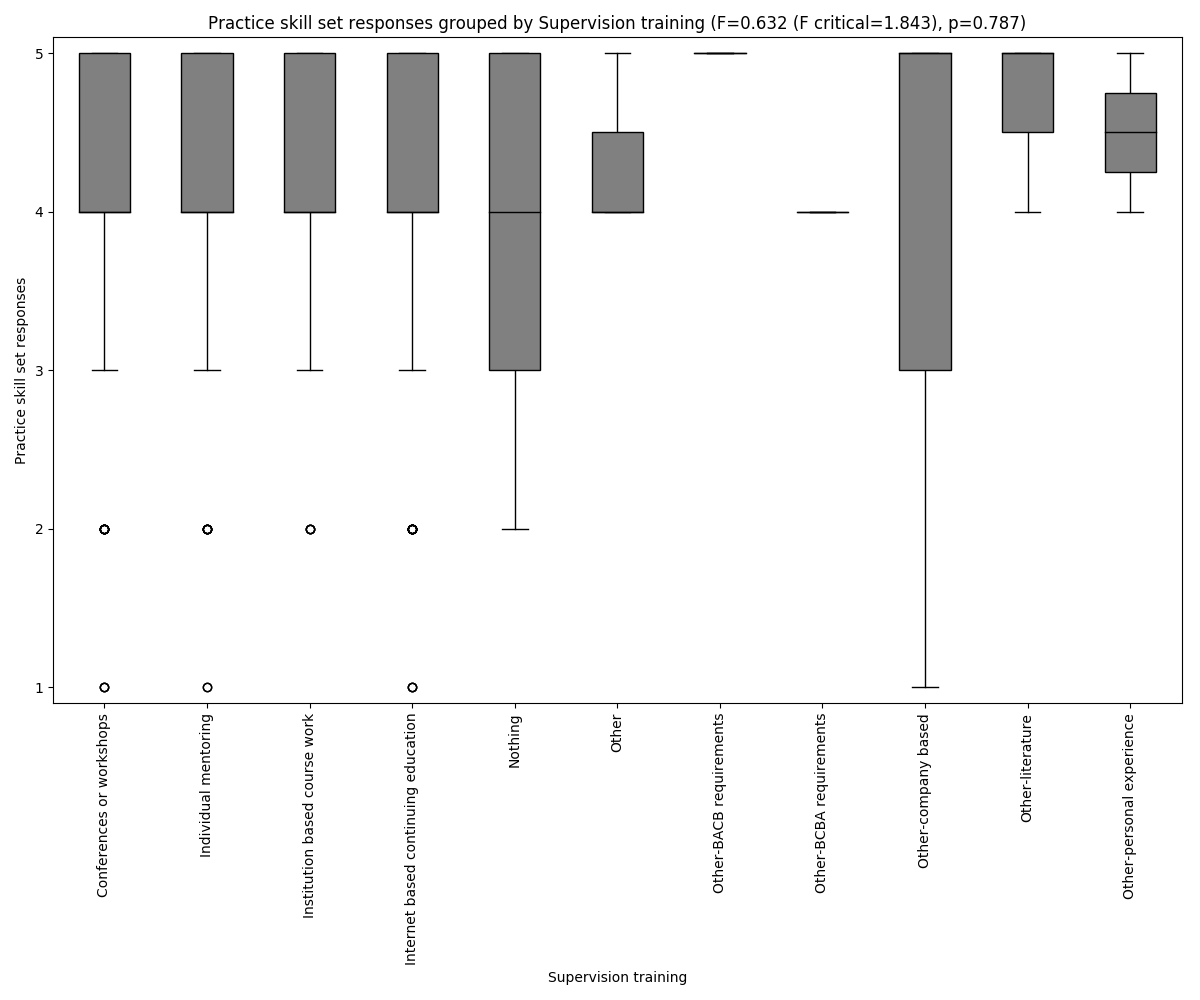 Practice skill set responses grouped by Supervision training (F=0.632 (F critical=1.843), p=0.787)
Practice skill set responses
5
4
3
2
1
Conferences or workshops
Individual mentoring
Institution based course work
Internet based continuing education
Nothing
Other
Other-BACB requirements
Other-BCBA requirements
Other-company based
Other-literature
Other-personal experience
Supervision training